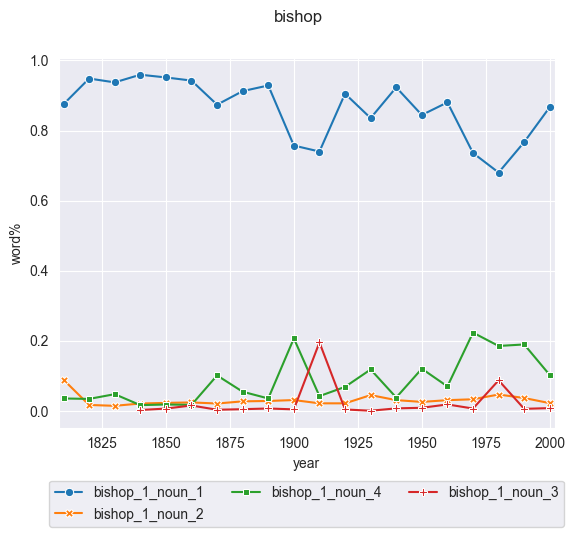 bishop
1.0
0.8
0.6
0.4
0.2
0.0
word%
1825 1850 1875 1900 1925 1950 1975 2000
year
bishop_1_noun_1 bishop_1_noun_4 bishop_1_noun_3
bishop_1_noun_2